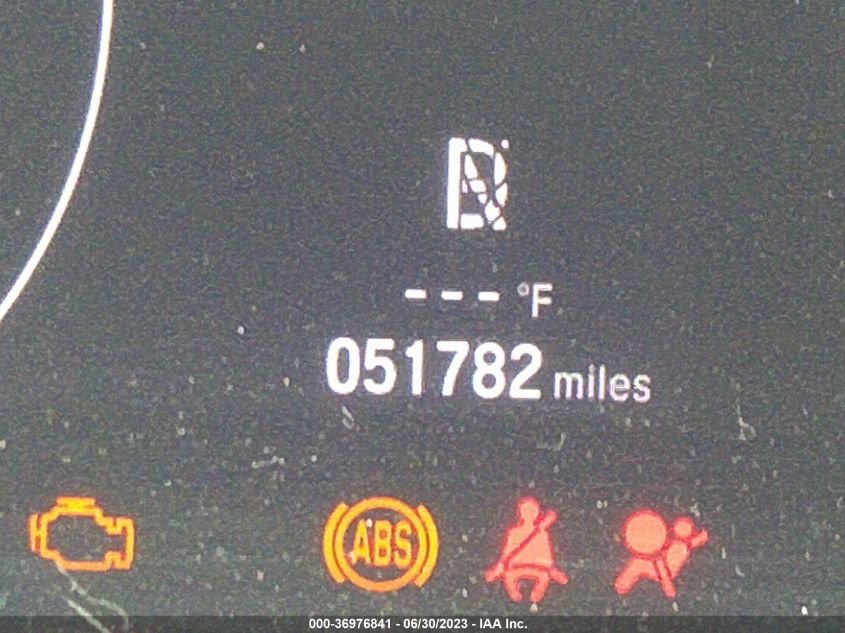 --- °F
051782 miles
ABS
000-36976841 - 06/30/2023 - IAA Inc.